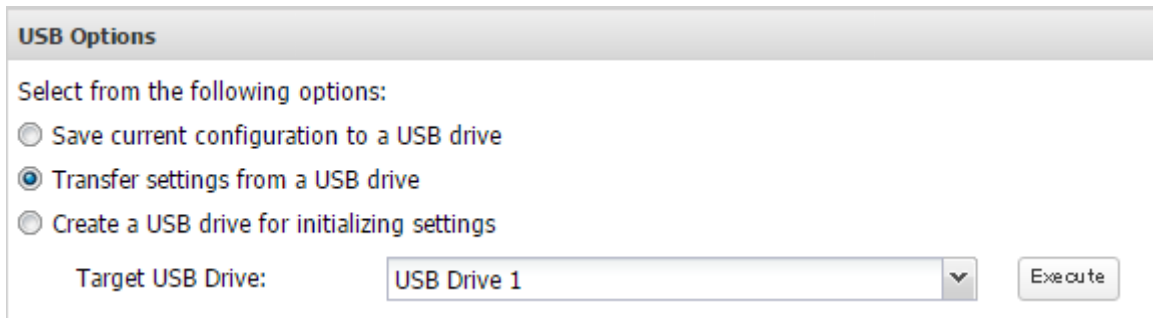 USB Options
Select from the following options:
Save current configuration to a USB drive
Transfer settings from a USB drive
Create a USB drive for initializing settings
Target USB Drive: USB Drive 1 Execute